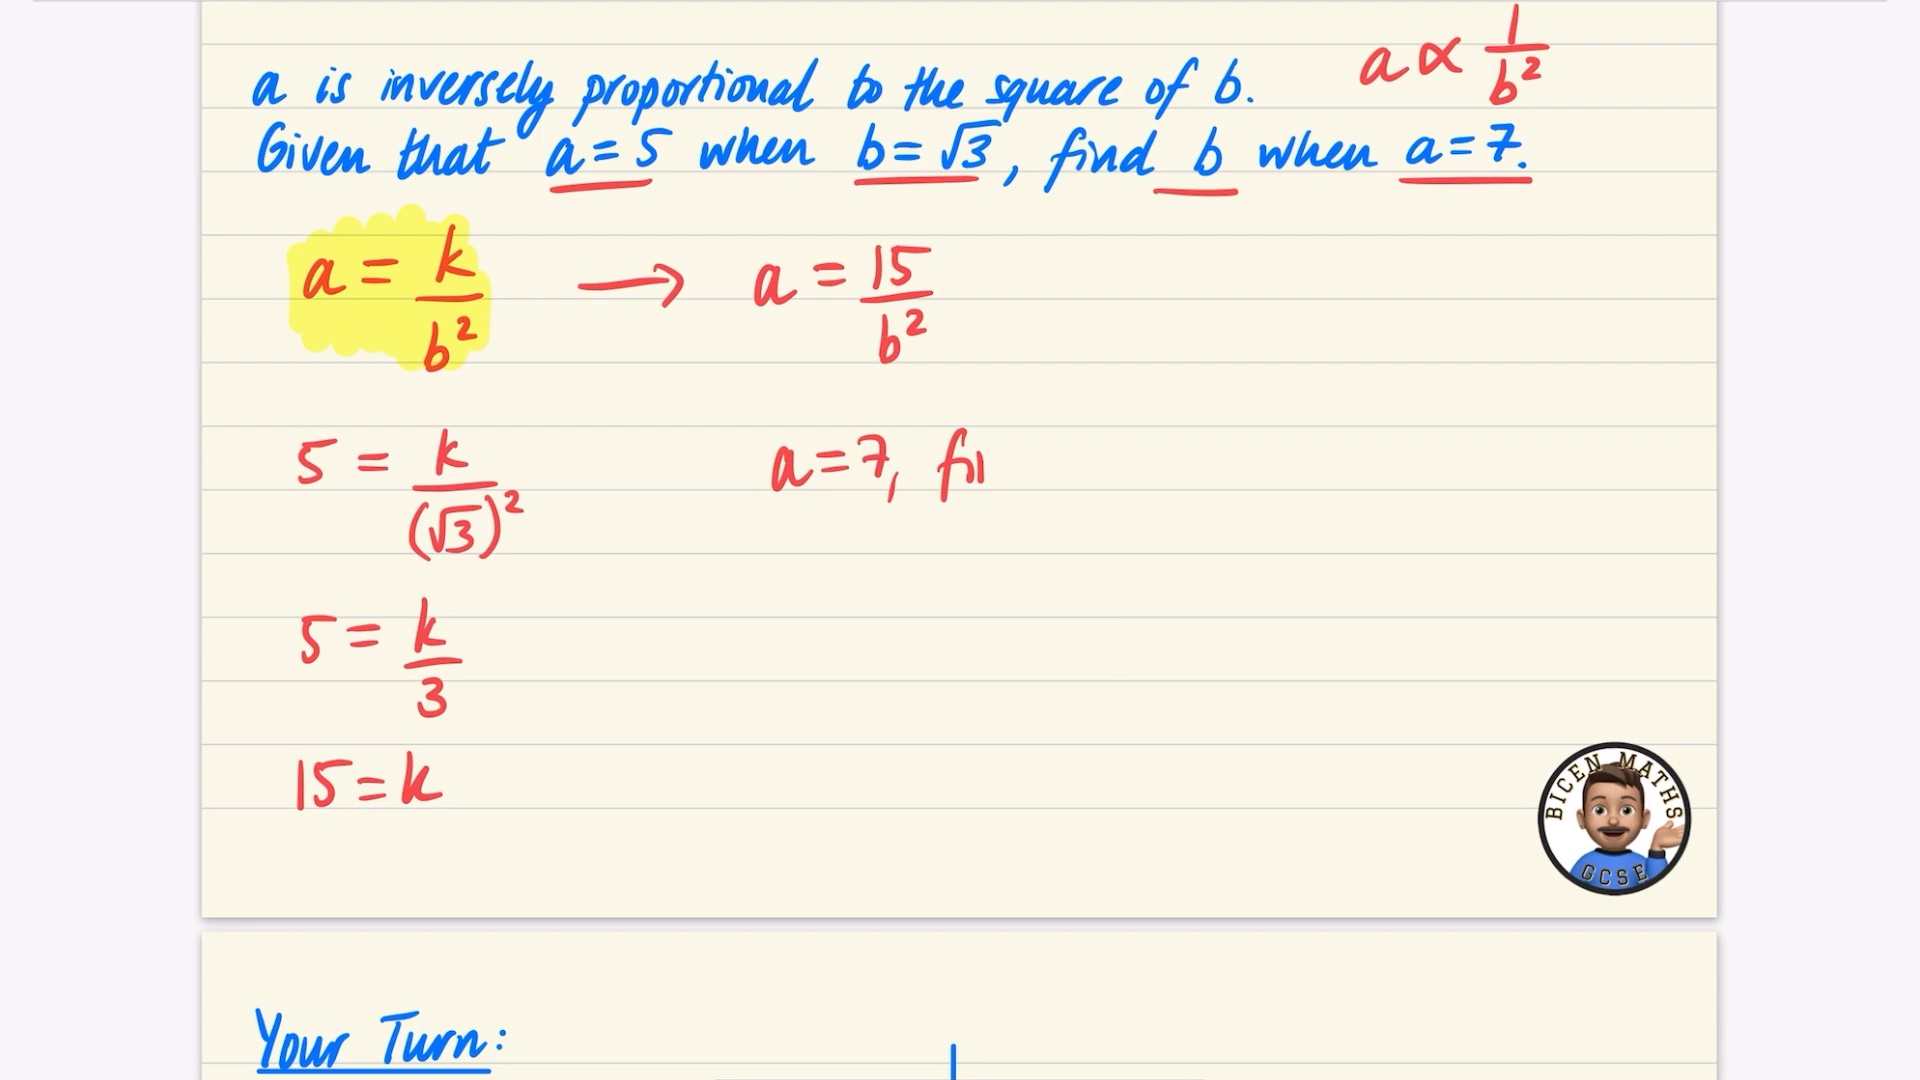 a is inversely proportional to the square of b.
a ∝ 1/b²
Given that a = 5 when b = √3, find b when a = 7.
a = k/b² → a = 15/b²
5 = k/(√3)²
a = 7,
5 = k/3
15 = k
BICEN MATHS
GCSE
Your Turn: